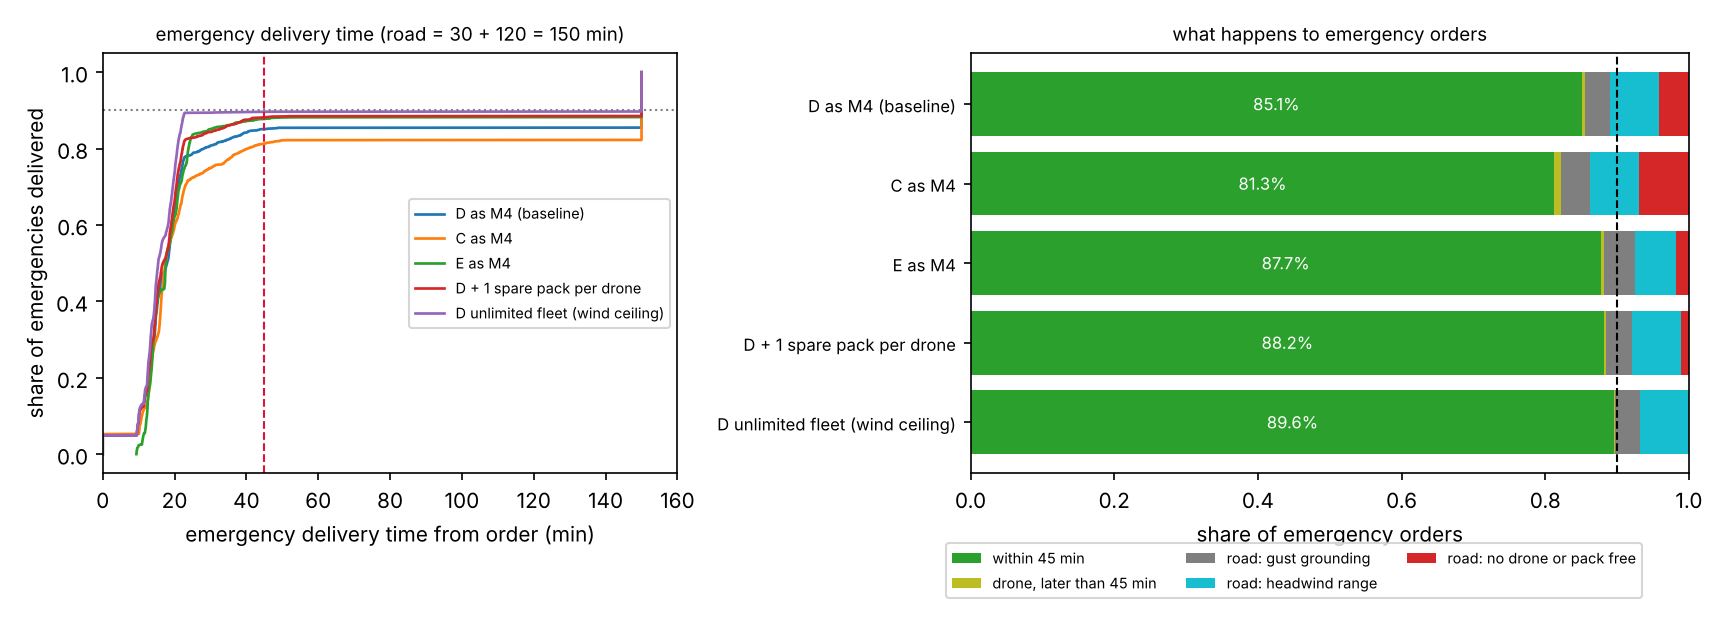 emergency delivery time (road = 30 + 120 = 150 min)
share of emergencies delivered
1.0
0.8
0.6
0.4
0.2
0.0
D as M4 (baseline)
C as M4
E as M4
D + 1 spare pack per drone
D unlimited fleet (wind ceiling)
0 20 40 60 80 100 120 140 160
emergency delivery time from order (min)
what happens to emergency orders
D as M4 (baseline) 85.1%
C as M4 81.3%
E as M4 87.7%
D + 1 spare pack per drone 88.2%
D unlimited fleet (wind ceiling) 89.6%
0.0 0.2 0.4 0.6 0.8 1.0
share of emergency orders
within 45 min road: gust grounding road: no drone or pack free
drone, later than 45 min road: headwind range